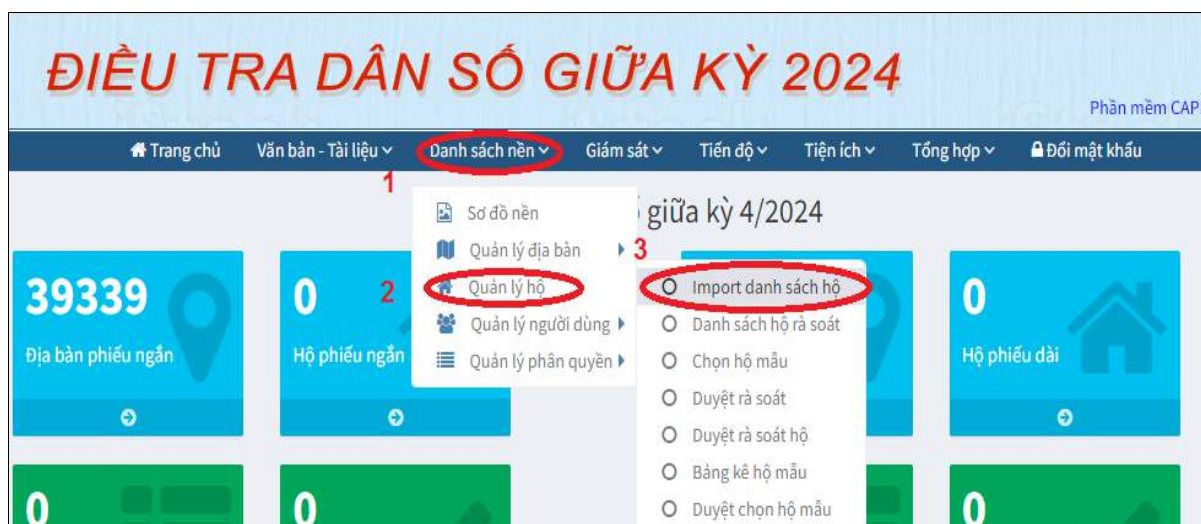 ĐIỀU TRA DÂN SỐ GIỮA KỲ 2024
Phần mềm CAP
Trang chủ Văn bản - Tài liệu Danh sách nền Giám sát Tiến độ Tiện ích Tổng hợp Đổi mật khẩu
1
giữa kỳ 4/2024
Sơ đồ nền
Quản lý địa bàn
3
2
Quản lý hộ
Quản lý người dùng
Quản lý phân quyền
Import danh sách hộ
Danh sách hộ rà soát
Chọn hộ mẫu
Duyệt rà soát
Duyệt rà soát hộ
Bảng kê hộ mẫu
Duyệt chọn hộ mẫu
39339
Địa bàn phiếu ngắn
0
Hộ phiếu ngắn
0
Hộ phiếu dài
0
0
0